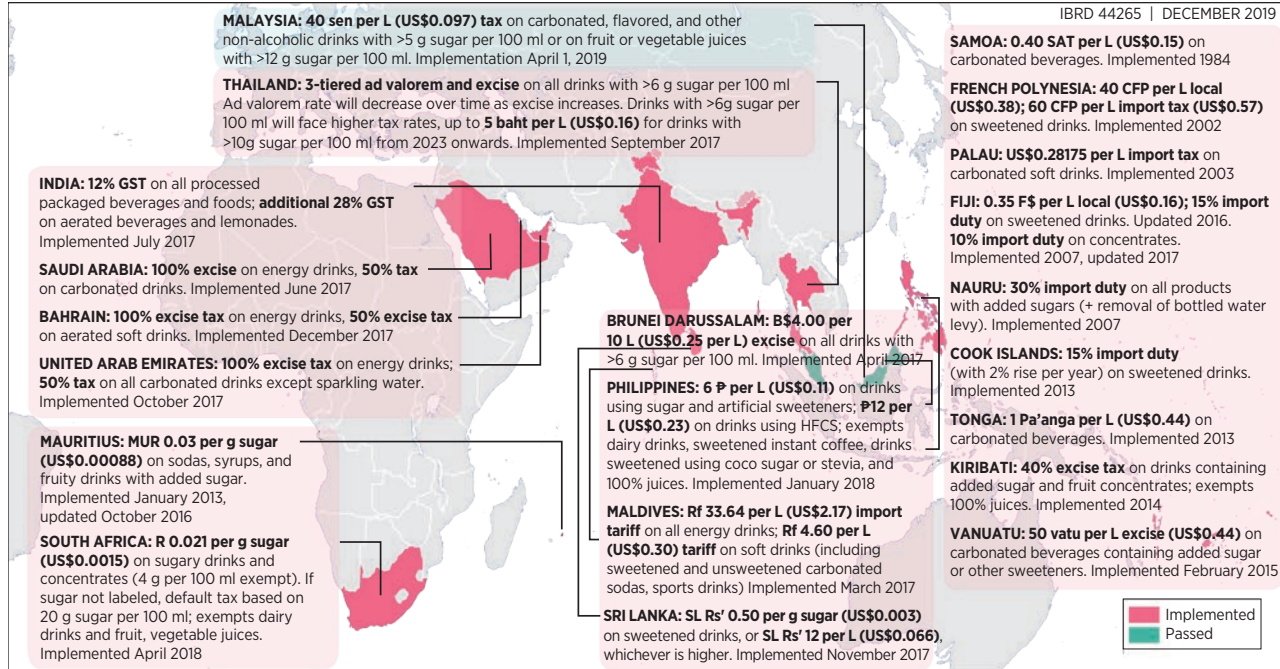 IBRD 44265 | DECEMBER 2019
MALAYSIA: 40 sen per L (US$0.097) tax on carbonated, flavored, and other
non-alcoholic drinks with >5 g sugar per 100 ml or on fruit or vegetable juices
with >12 g sugar per 100 ml. Implementation April 1, 2019
THAILAND: 3-tiered ad valorem and excise on all drinks with >6 g sugar per 100 ml
Ad valorem rate will decrease over time as excise increases. Drinks with >6g sugar per
100 ml will face higher tax rates, up to 5 baht per L (US$0.16) for drinks with
>10g sugar per 100 ml from 2023 onwards. Implemented September 2017
INDIA: 12% GST on all processed
packaged beverages and foods; additional 28% GST
on aerated beverages and lemonades.
Implemented July 2017
SAUDI ARABIA: 100% excise on energy drinks, 50% tax
on carbonated drinks. Implemented June 2017
BAHRAIN: 100% excise tax on energy drinks, 50% excise tax
on aerated soft drinks. Implemented December 2017
UNITED ARAB EMIRATES: 100% excise tax on energy drinks;
50% tax on all carbonated drinks except sparkling water.
Implemented October 2017
MAURITIUS: MUR 0.03 per g sugar
(US$0.00088) on sodas, syrups, and
fruity drinks with added sugar.
Implemented January 2013,
updated October 2016
SOUTH AFRICA: R 0.021 per g sugar
(US$0.0015) on sugary drinks and
concentrates (4 g per 100 ml exempt). If
sugar not labeled, default tax based on
20 g sugar per 100 ml; exempts dairy
drinks and fruit, vegetable juices.
Implemented April 2018
BRUNEI DARUSSALAM: B$4.00 per
10 L (US$0.25 per L) excise on all drinks with
>6 g sugar per 100 ml. Implemented April 2017
PHILIPPINES: 6 ₱ per L (US$0.11) on drinks
using sugar and artificial sweeteners; ₱12 per
L (US$0.23) on drinks using HFCS; exempts
dairy drinks, sweetened instant coffee, drinks
sweetened using coco sugar or stevia, and
100% juices. Implemented January 2018
MALDIVES: Rf 33.64 per L (US$2.17) import
tariff on all energy drinks; Rf 4.60 per L
(US$0.30) tariff on soft drinks (including
sweetened and unsweetened carbonated
sodas, sports drinks) Implemented March 2017
SRI LANKA: SL Rs' 0.50 per g sugar (US$0.003)
on sweetened drinks, or SL Rs' 12 per L (US$0.066),
whichever is higher. Implemented November 2017
SAMOA: 0.40 SAT per L (US$0.15) on
carbonated beverages. Implemented 1984
FRENCH POLYNESIA: 40 CFP per L local
(US$0.38); 60 CFP per L import tax (US$0.57)
on sweetened drinks. Implemented 2002
PALAU: US$0.28175 per L import tax on
carbonated soft drinks. Implemented 2003
FIJI: 0.35 F$ per L local (US$0.16); 15% import
duty on sweetened drinks. Updated 2016.
10% import duty on concentrates.
Implemented 2007, updated 2017
NAURU: 30% import duty on all products
with added sugars (+ removal of bottled water
levy). Implemented 2007
COOK ISLANDS: 15% import duty
(with 2% rise per year) on sweetened drinks.
Implemented 2013
TONGA: 1 Pa'anga per L (US$0.44) on
carbonated beverages. Implemented 2013
KIRIBATI: 40% excise tax on drinks containing
added sugar and fruit concentrates; exempts
100% juices. Implemented 2014
VANUATU: 50 vatu per L excise (US$0.44) on
carbonated beverages containing added sugar
or other sweeteners. Implemented February 2015
Implemented
Passed